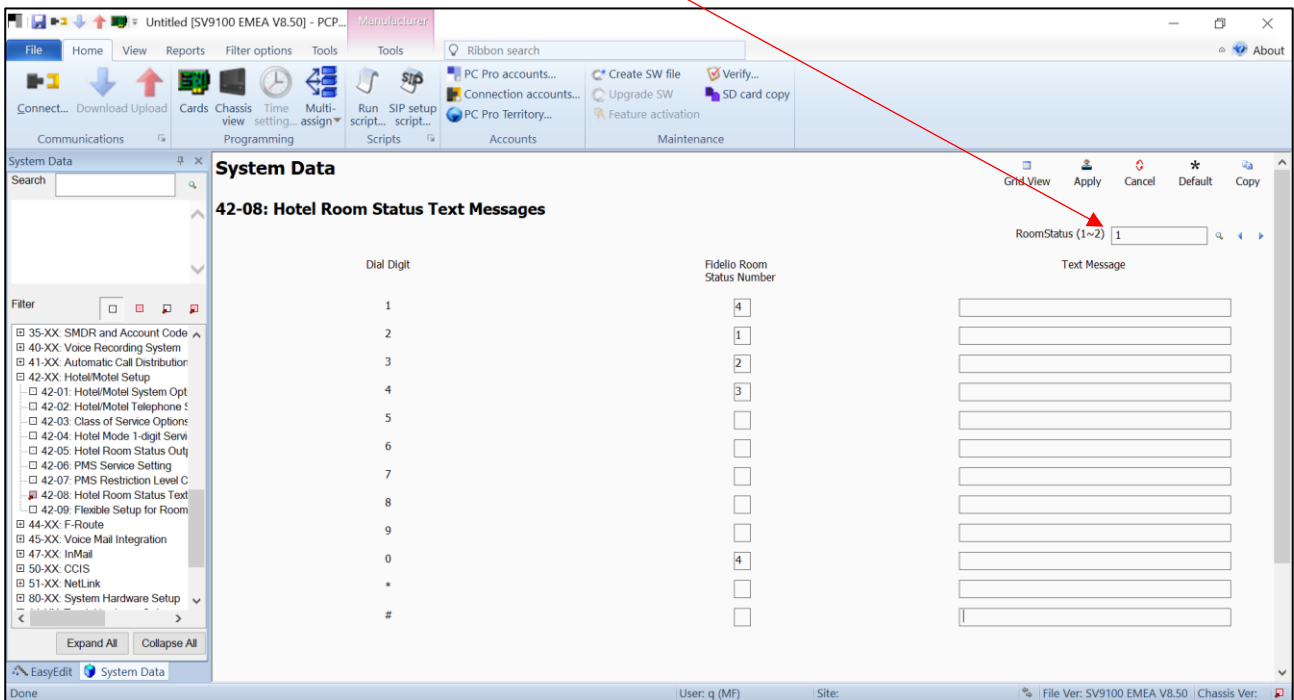 Untitled [SV9100 EMEA V8.50] - PCP...
Manufacturer
File
Home
View
Reports
Filter options
Tools
Tools
Ribbon search
About
Connect...
Download
Upload
Cards
Chassis view
Time setting...
Multi-assign
Run script...
SIP setup script...
PC Pro accounts...
Connection accounts...
PC Pro Territory...
Create SW file
Upgrade SW
Feature activation
Verify...
SD card copy
Communications
Programming
Scripts
Accounts
Maintenance
System Data
Search
Filter
35-XX: SMDR and Account Code
40-XX: Voice Recording System
41-XX: Automatic Call Distribution
42-XX: Hotel/Motel Setup
42-01: Hotel/Motel System Opt
42-02: Hotel/Motel Telephone S
42-03: Class of Service Options
42-04: Hotel Mode 1-digit Servi
42-05: Hotel Room Status Outp
42-06: PMS Service Setting
42-07: PMS Restriction Level C
42-08: Hotel Room Status Text
42-09: Flexible Setup for Room
44-XX: F-Route
45-XX: Voice Mail Integration
47-XX: InMail
50-XX: CCIS
51-XX: NetLink
80-XX: System Hardware Setup
Expand All
Collapse All
EasyEdit
System Data
System Data
Grid View
Apply
Cancel
Default
Copy
42-08: Hotel Room Status Text Messages
RoomStatus (1~2) 1
Dial Digit
Fidelio Room
Status Number
Text Message
1 4
2 1
3 2
4 3
5
6
7
8
9
0 4
*
#
Done
User: q (MF)
Site:
File Ver: SV9100 EMEA V8.50
Chassis Ver: